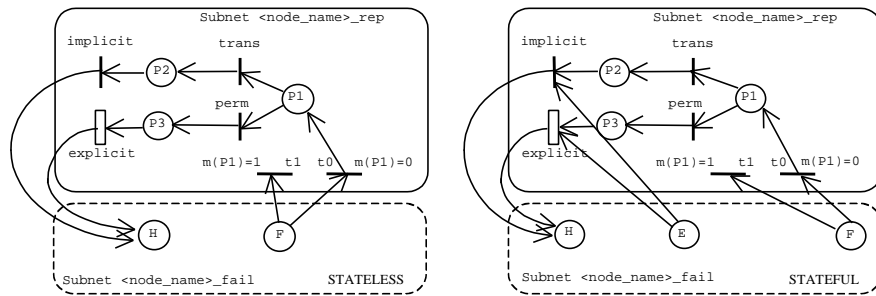 Subnet <node_name>_rep
implicit
trans
P2
P1
perm
P3
explicit
m(P1)=1 t1 t0 m(P1)=0
H
F
Subnet <node_name>_fail STATELESS
Subnet <node_name>_rep
implicit
trans
P2
P1
perm
P3
explicit
m(P1)=1 t1 t0 m(P1)=0
H
E
F
Subnet <node_name>_fail STATEFUL